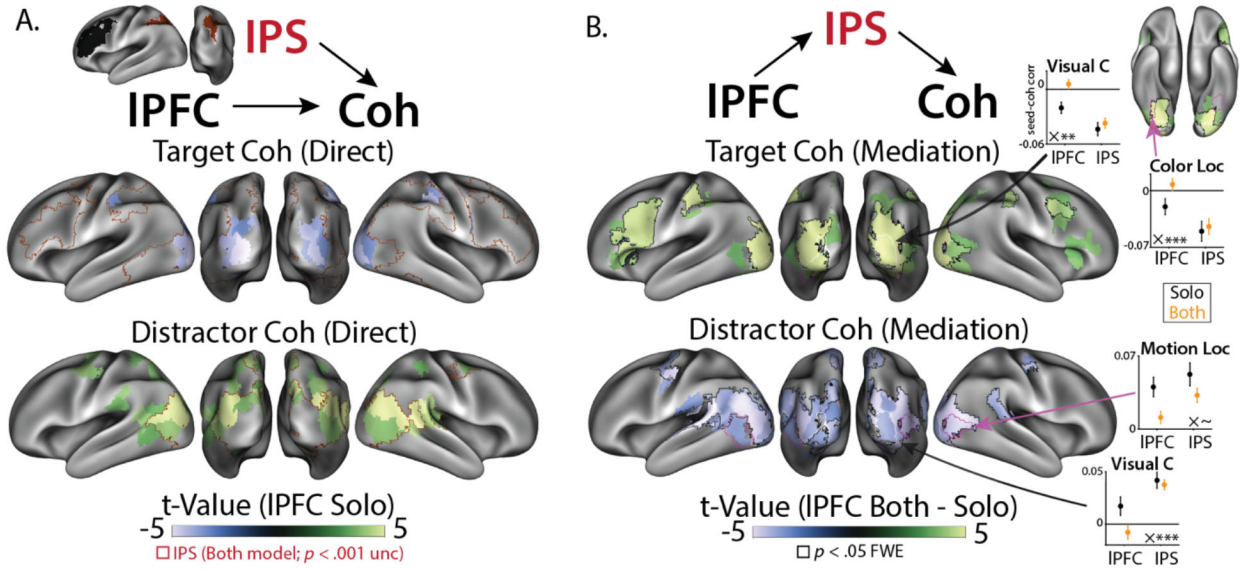 A.
IPS
lPFC
Coh
Target Coh (Direct)
Distractor Coh (Direct)
t-Value (lPFC Solo)
-5
5
IPS (Both model; p < .001 unc)
B.
IPS
lPFC
Coh
Target Coh (Mediation)
Distractor Coh (Mediation)
t-Value (lPFC Both - Solo)
-5
5
p < .05 FWE
Visual C
seed-coh corr
-0.06
×**
lPFC
IPS
Color Loc
0
-0.07
×***
lPFC
IPS
Solo
Both
Motion Loc
0.07
0
×~
lPFC
IPS
Visual C
0.05
0
×***
lPFC
IPS